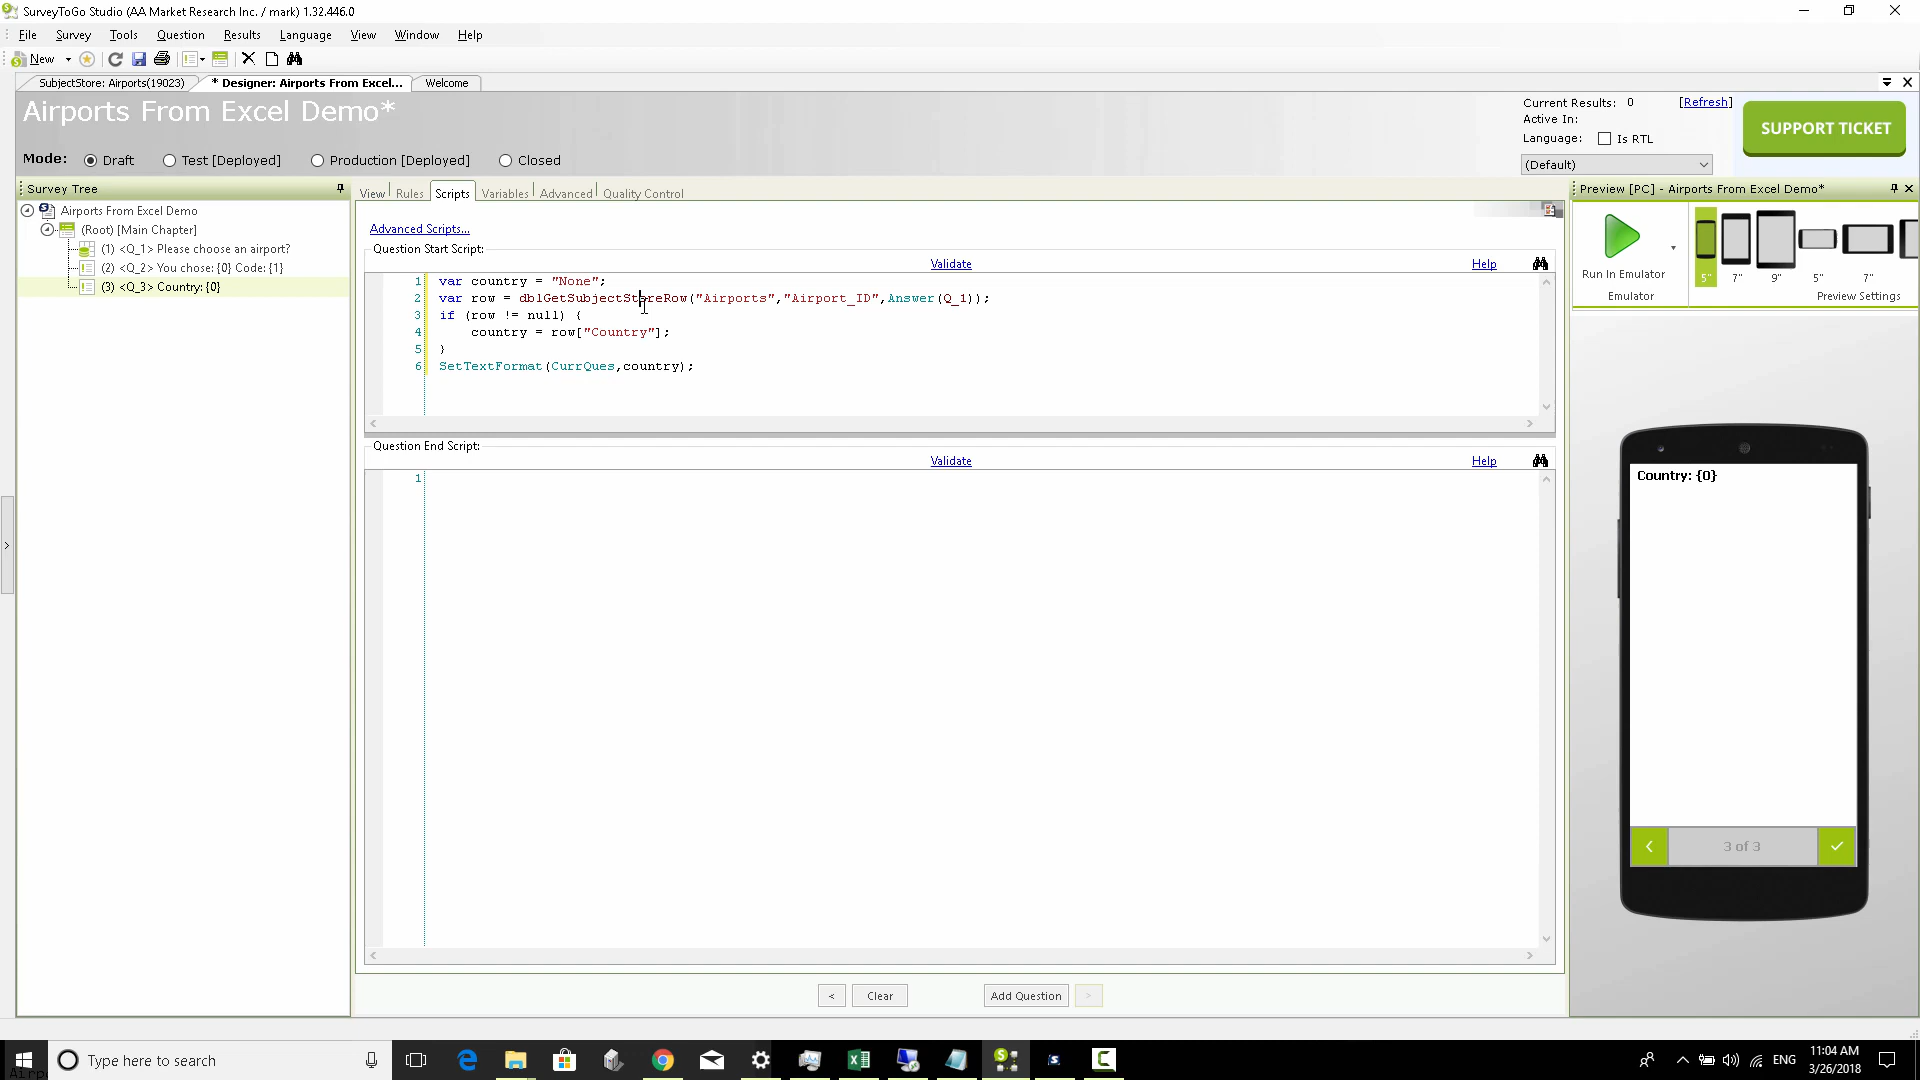 SurveyToGo Studio (AA Market Research Inc. / mark) 1.32.446.0
File Survey Tools Question Results Language View Window Help
New
SubjectStore: Airports(19023) * Designer: Airports From Excel... Welcome
Airports From Excel Demo*
Current Results: 0 [Refresh]
Active In:
Language: Is RTL
(Default)
SUPPORT TICKET
Mode: Draft Test [Deployed] Production [Deployed] Closed
Survey Tree
Airports From Excel Demo
(Root) [Main Chapter]
(1) <Q_1> Please choose an airport?
(2) <Q_2> You chose: {0} Code: {1}
(3) <Q_3> Country: {0}
View Rules Scripts Variables Advanced Quality Control
Advanced Scripts...
Question Start Script:
Validate Help
1 var country = "None";
2 var row = dblGetSubjectStoreRow("Airports","Airport_ID",Answer(Q_1));
3 if (row != null) {
4 country = row["Country"];
5 }
6 SetTextFormat(CurrQues,country);
Question End Script:
Validate Help
1
< Clear Add Question >
Preview [PC] - Airports From Excel Demo*
Run In Emulator
Emulator
5" 7" 9" 5" 7"
Preview Settings
Country: {0}
3 of 3
Type here to search
ENG
11:04 AM
3/26/2018